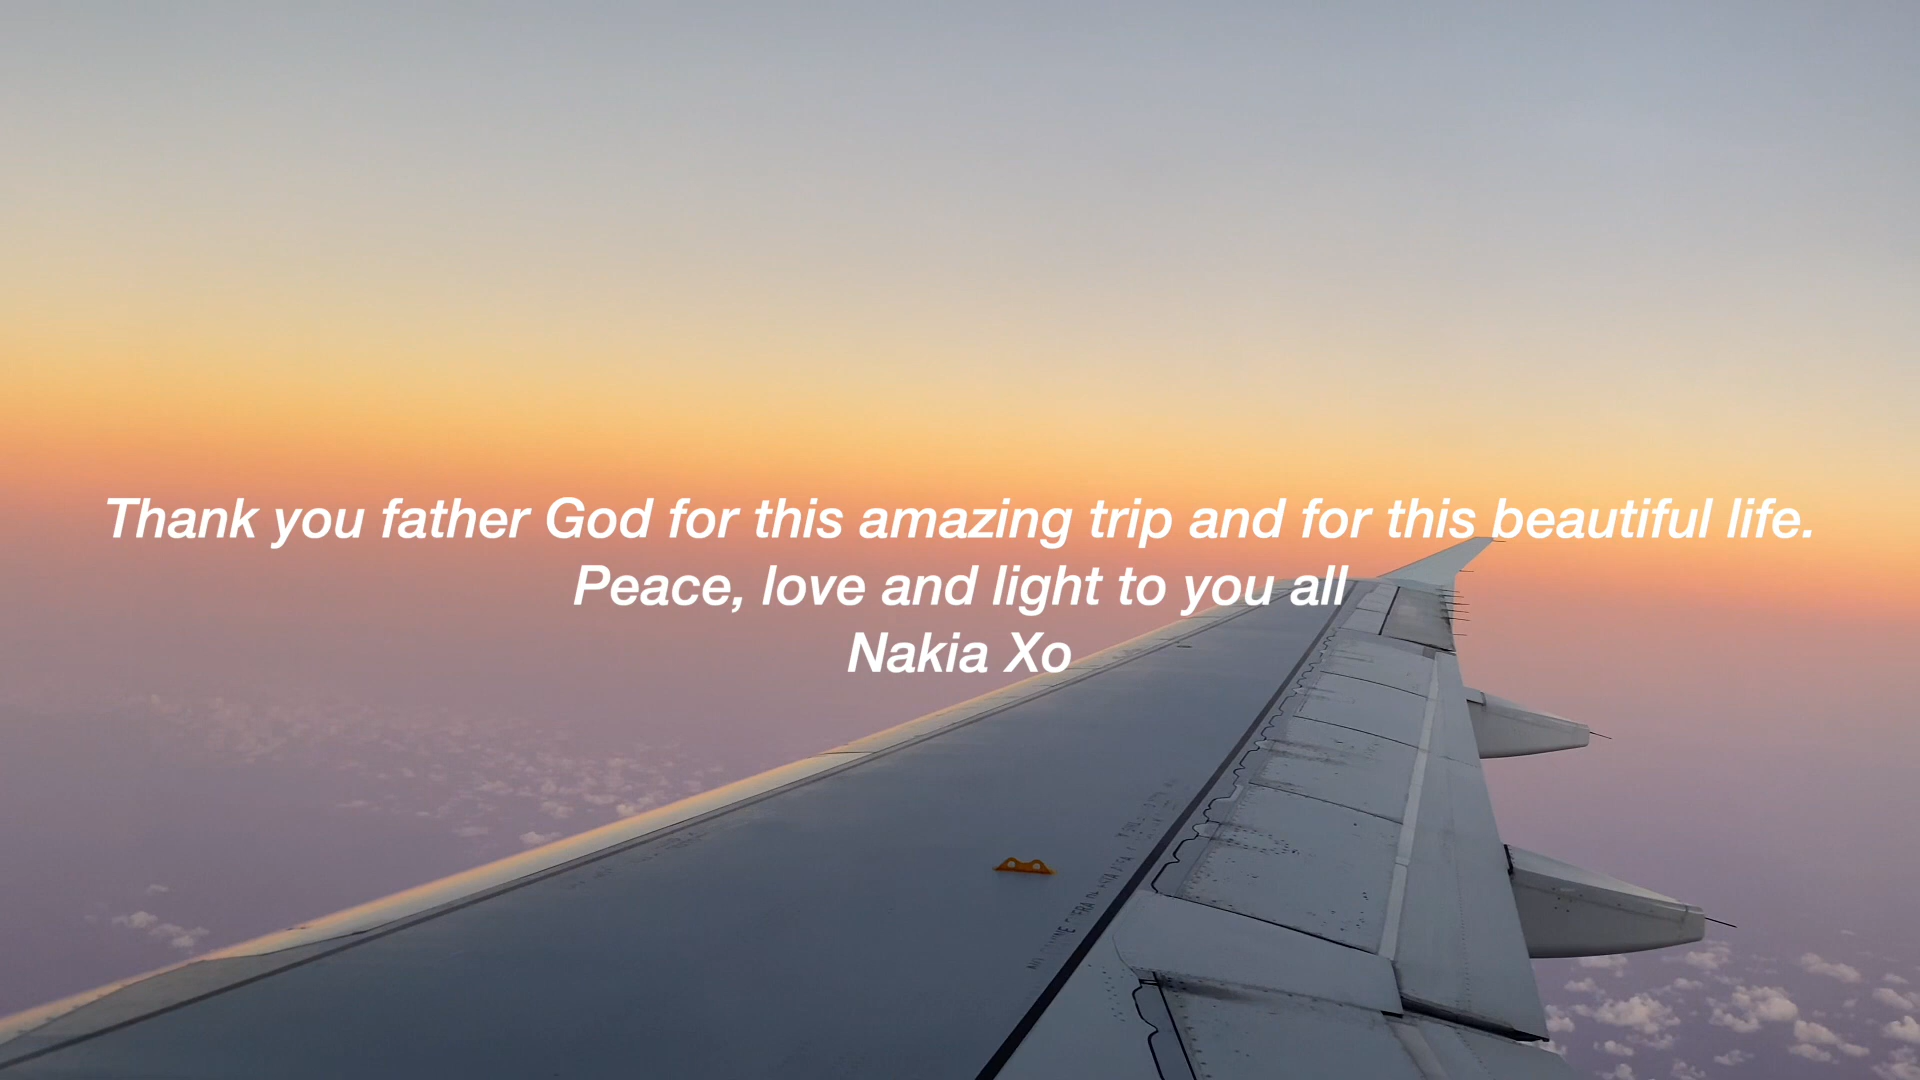 Thank you father God for this amazing trip and for this beautiful life.
Peace, love and light to you all
Nakia Xo